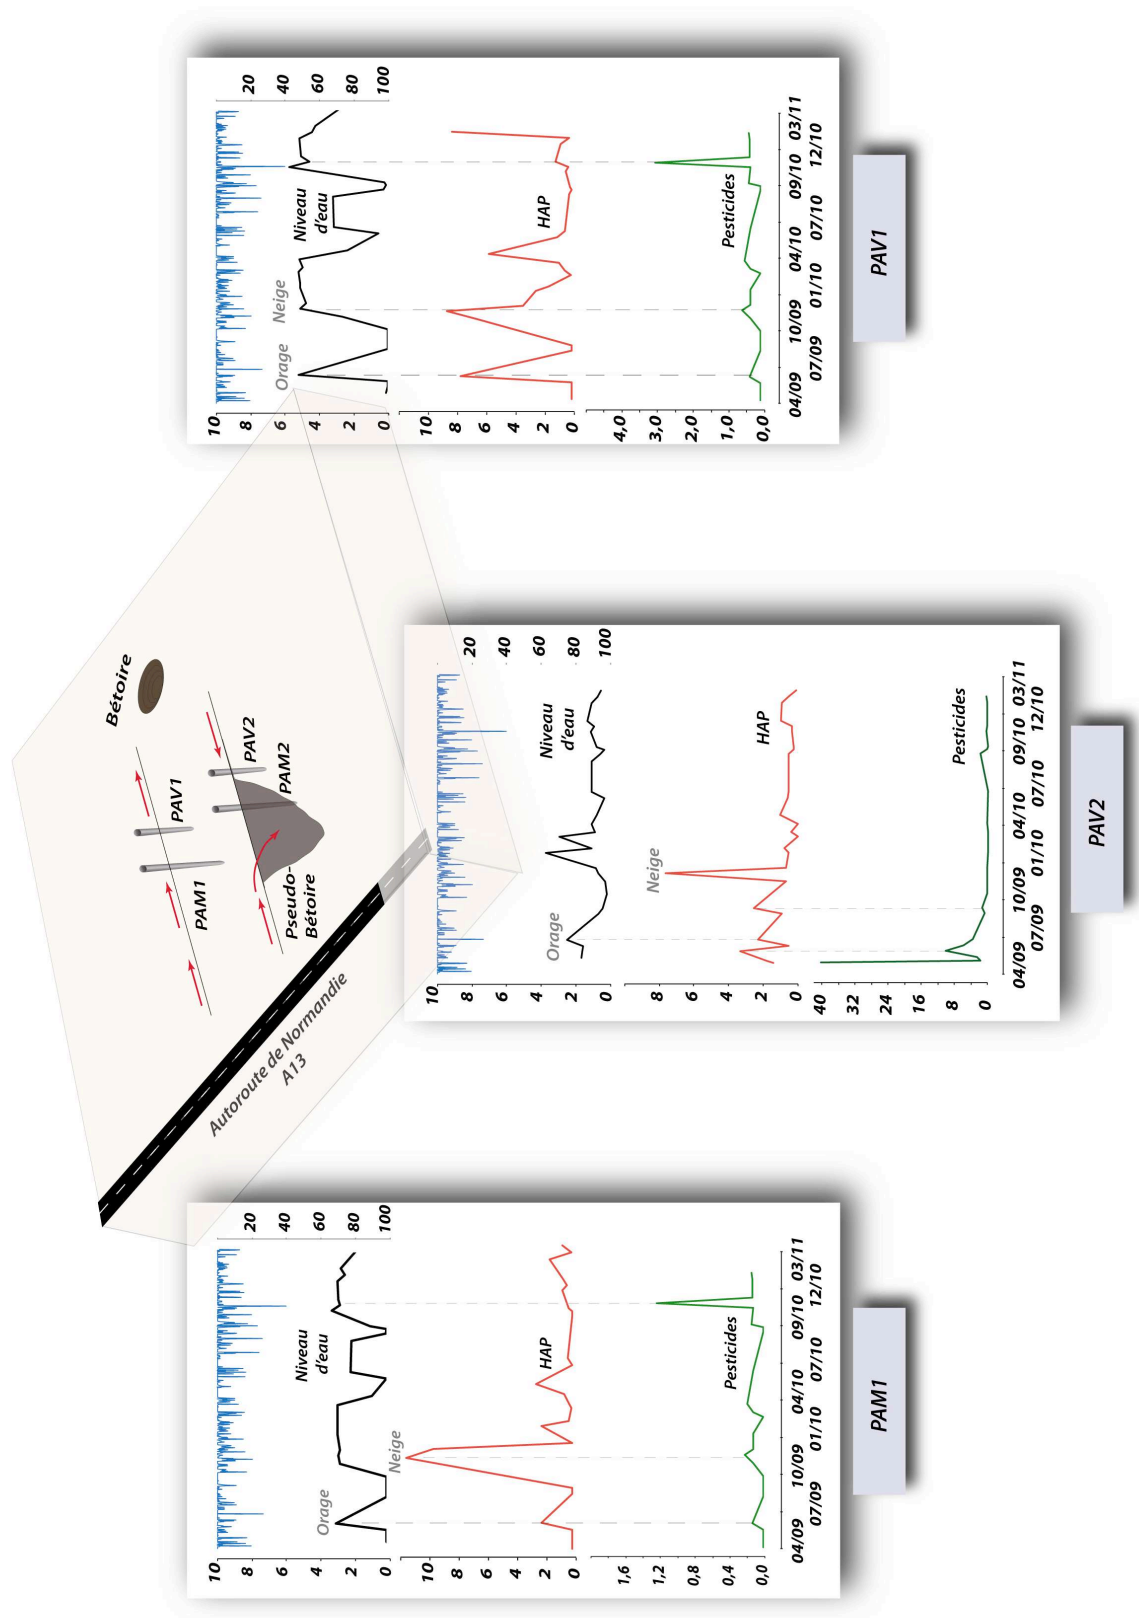 Bétoire
PAM1
PAV1
Pseudo-
Bétoire
PAM2
PAV2
Autoroute de Normandie
A13
10
8
6
4
2
0
20
40
60
80
100
Niveau
d'eau
Orage
Neige
10
8
6
4
2
0
HAP
1,6
1,2
0,8
0,4
0,0
Pesticides
04/09 07/09 10/09 01/10 04/10 07/10 09/10 12/10 03/11
PAM1
10
8
6
4
2
0
20
40
60
80
100
Niveau
d'eau
Orage
Neige
8
6
4
2
0
HAP
40
32
24
16
8
0
Pesticides
04/09 07/09 10/09 01/10 04/10 07/10 09/10 12/10 03/11
PAV2
10
8
6
4
2
0
20
40
60
80
100
Orage
Neige
Niveau
d'eau
10
8
6
4
2
0
HAP
4,0
3,0
2,0
1,0
0,0
Pesticides
04/09 07/09 10/09 01/10 04/10 07/10 09/10 12/10 03/11
PAV1